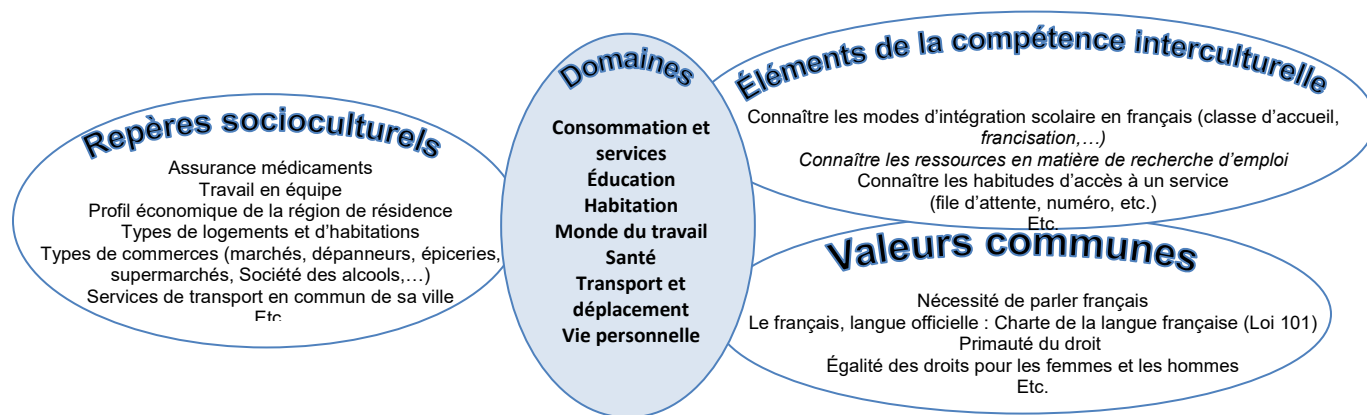 Repères socioculturels
Assurance médicaments
Travail en équipe
Profil économique de la région de résidence
Types de logements et d'habitations
Types de commerces (marchés, dépanneurs, épiceries,
supermarchés, Société des alcools,…)
Services de transport en commun de sa ville
Etc
Domaines
Consommation et
services
Éducation
Habitation
Monde du travail
Santé
Transport et
déplacement
Vie personnelle
Éléments de la compétence interculturelle
Connaître les modes d'intégration scolaire en français (classe d'accueil,
francisation,…)
Connaître les ressources en matière de recherche d'emploi
Connaître les habitudes d'accès à un service
(file d'attente, numéro, etc.)
Etc.
Valeurs communes
Nécessité de parler français
Le français, langue officielle : Charte de la langue française (Loi 101)
Primauté du droit
Égalité des droits pour les femmes et les hommes
Etc.